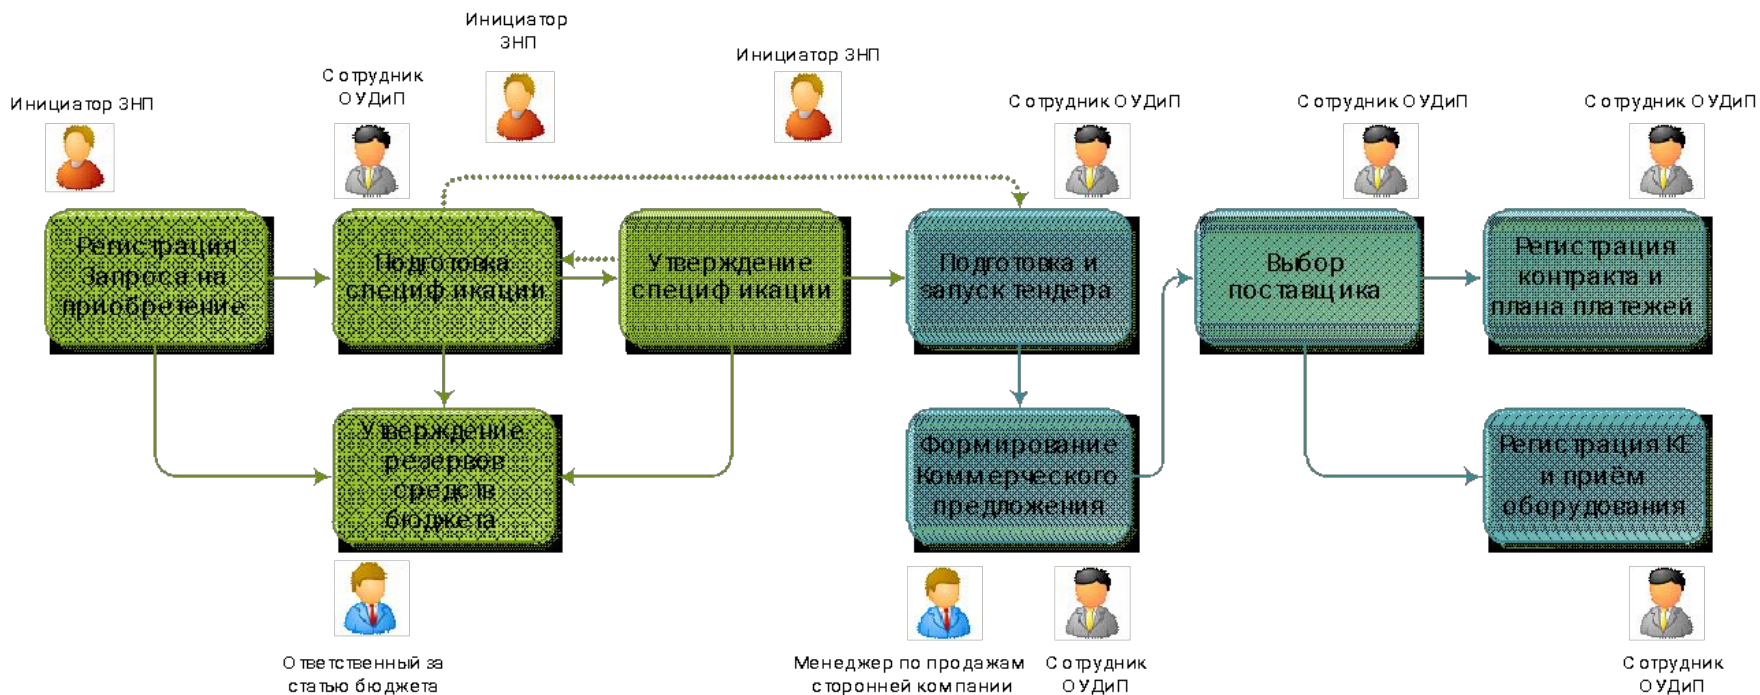 Инициатор ЗНП
Сотрудник
ОУДиП
Инициатор
ЗНП
Инициатор ЗНП
Сотрудник ОУДиП
Сотрудник ОУДиП
Сотрудник ОУДиП
Регистрация
Запроса на
приобретение
Подготовка
спецификации
Утверждение
спецификации
Подготовка и
запуск тендера
Выбор
поставщика
Регистрация
контракта и
плана платежей
Утверждение
резервов
средств
бюджета
Формирование
Коммерческого
предложения
Регистрация КЕ
и приём
оборудования
Ответственный за
статью бюджета
Менеджер по продажам
сторонней компании
Сотрудник
ОУДиП
Сотрудник
ОУДиП